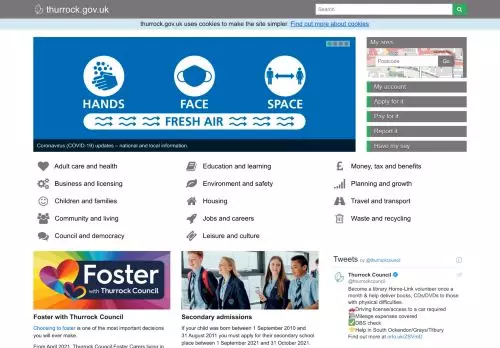 thurrock.gov.uk
Search
thurrock.gov.uk uses cookies to make the site simpler. Find out more about cookies
HANDS
FACE
SPACE
FRESH AIR
Coronavirus (COVID-19) updates – national and local information.
My area
Postcode
Go
My account
Apply for it
Pay for it
Report it
Have my say
Adult care and health
Education and learning
Money, tax and benefits
Business and licensing
Environment and safety
Planning and growth
Children and families
Housing
Travel and transport
Community and living
Jobs and careers
Waste and recycling
Council and democracy
Leisure and culture
Foster
with Thurrock Council
Foster with Thurrock Council
Choosing to foster is one of the most important decisions
you will ever make.
From April 2021, Thurrock Council Foster Carers living in
Secondary admissions
If your child was born between 1 September 2010 and
31 August 2011 you must apply for their secondary school
place between 1 September 2021 and 31 October 2021.
Tweets by @thurrockcouncil
Thurrock Council
@thurrockcouncil
Become a library Home-Link volunteer once a
month & help deliver books, CDs/DVDs to those
with physical difficulties.
Driving license/access to a car required
Mileage expenses covered
DBS check
Help in South Ockendon/Grays/Tilbury
Find out more at